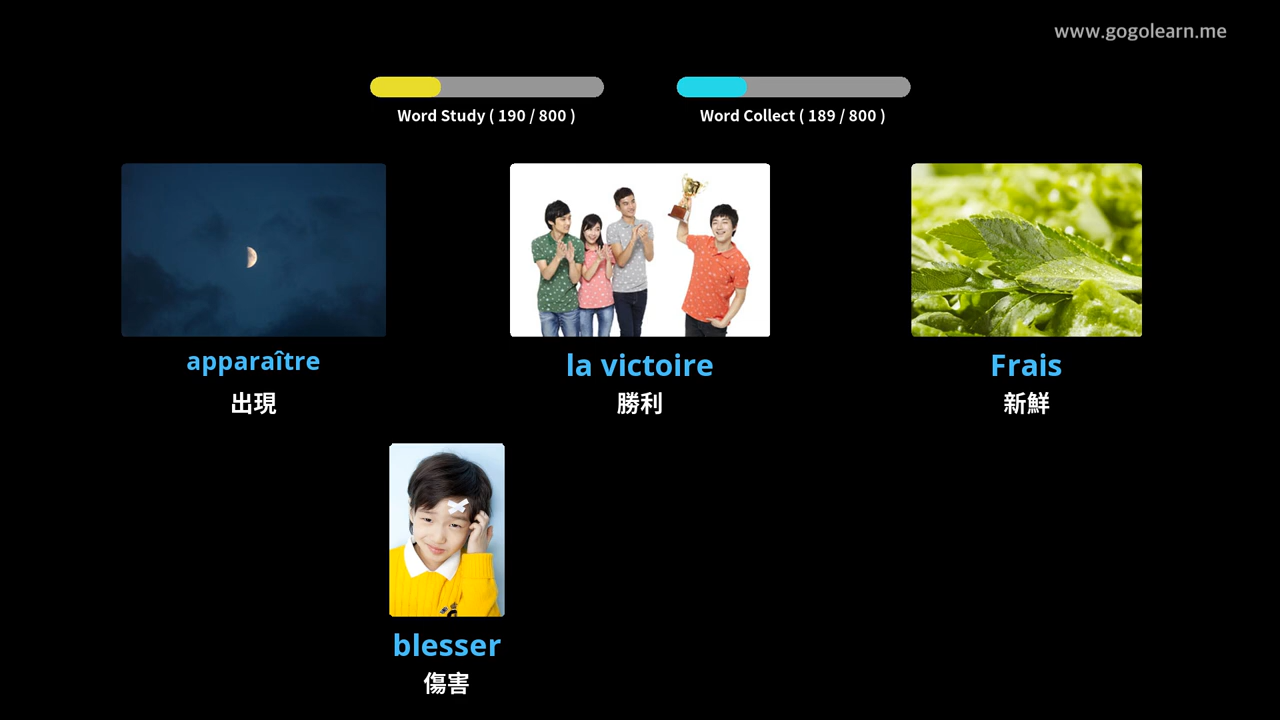 www.gogolearn.me
Word Study ( 190 / 800 )
Word Collect ( 189 / 800 )
apparaître
出現
la victoire
勝利
Frais
新鮮
blesser
傷害